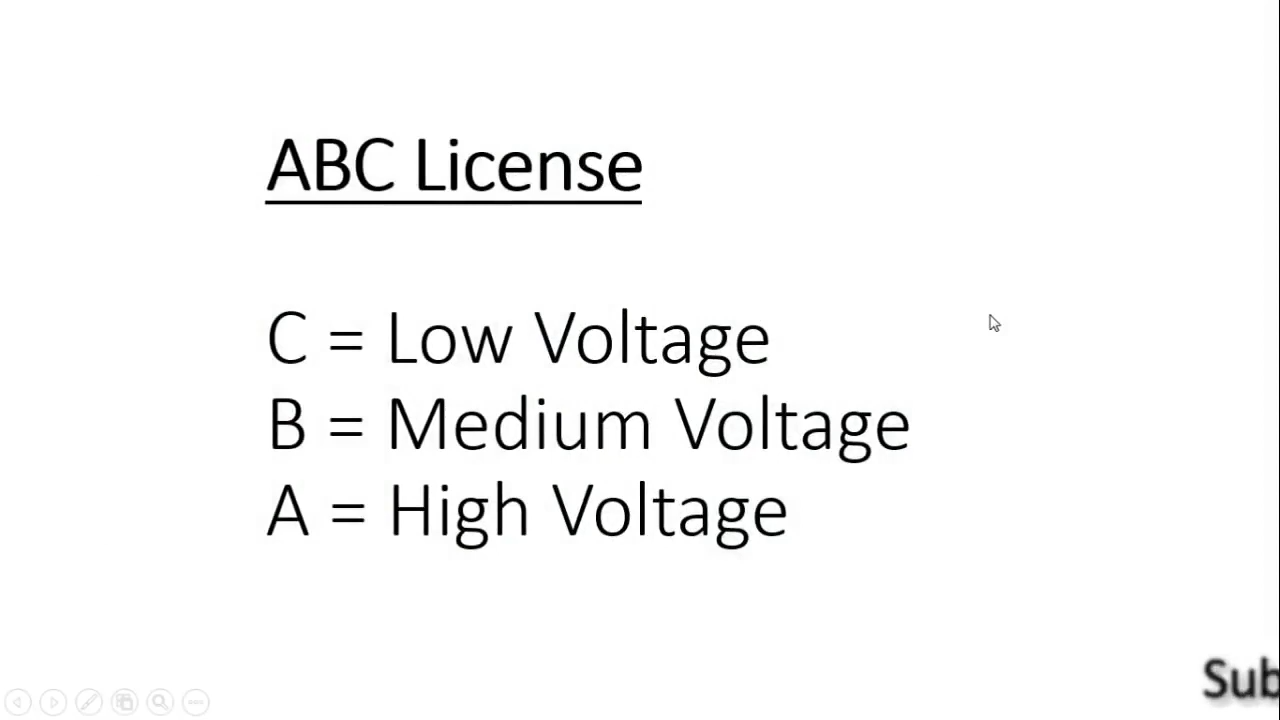 ABC License
C = Low Voltage
B = Medium Voltage
A = High Voltage
Sub